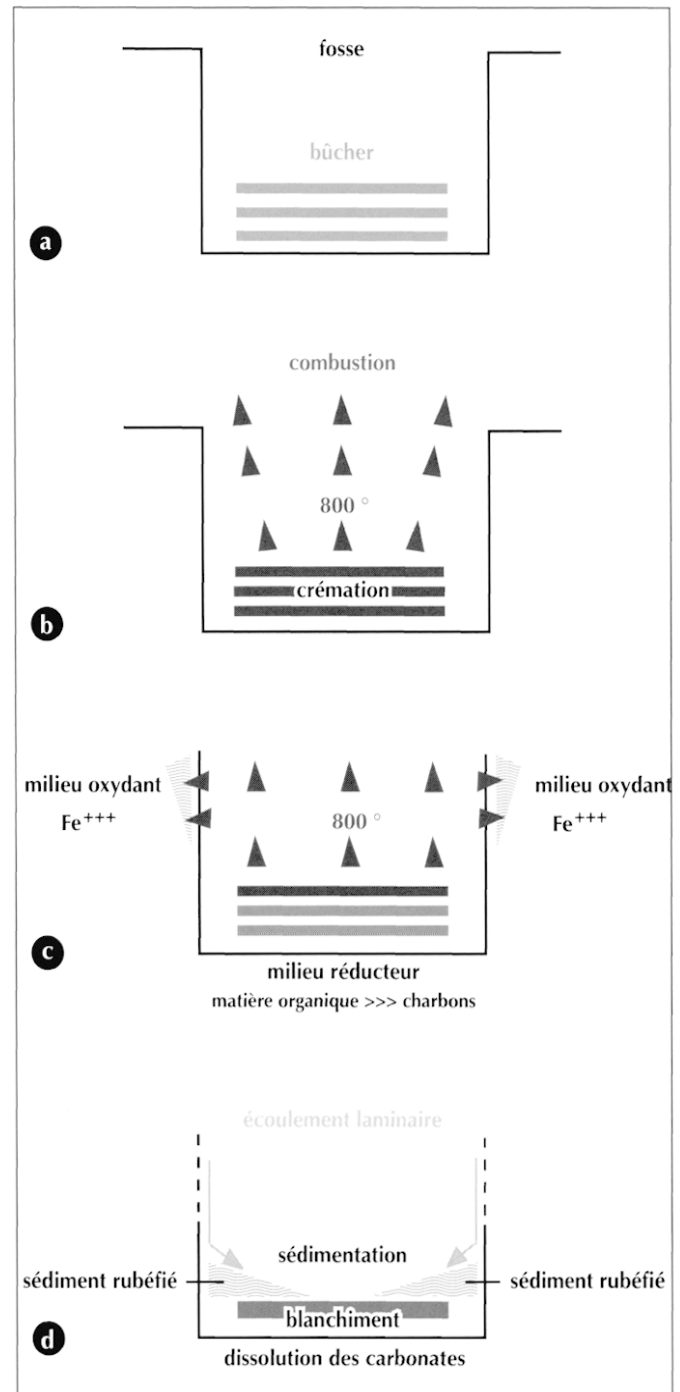 fosse
bûcher
a
combustion
800 °
crémation
b
milieu oxydant milieu oxydant
Fe+++ 800 ° Fe+++
c
milieu réducteur
matière organique >>> charbons
écoulement laminaire
sédimentation
sédiment rubéfié sédiment rubéfié
blanchiment
d
dissolution des carbonates